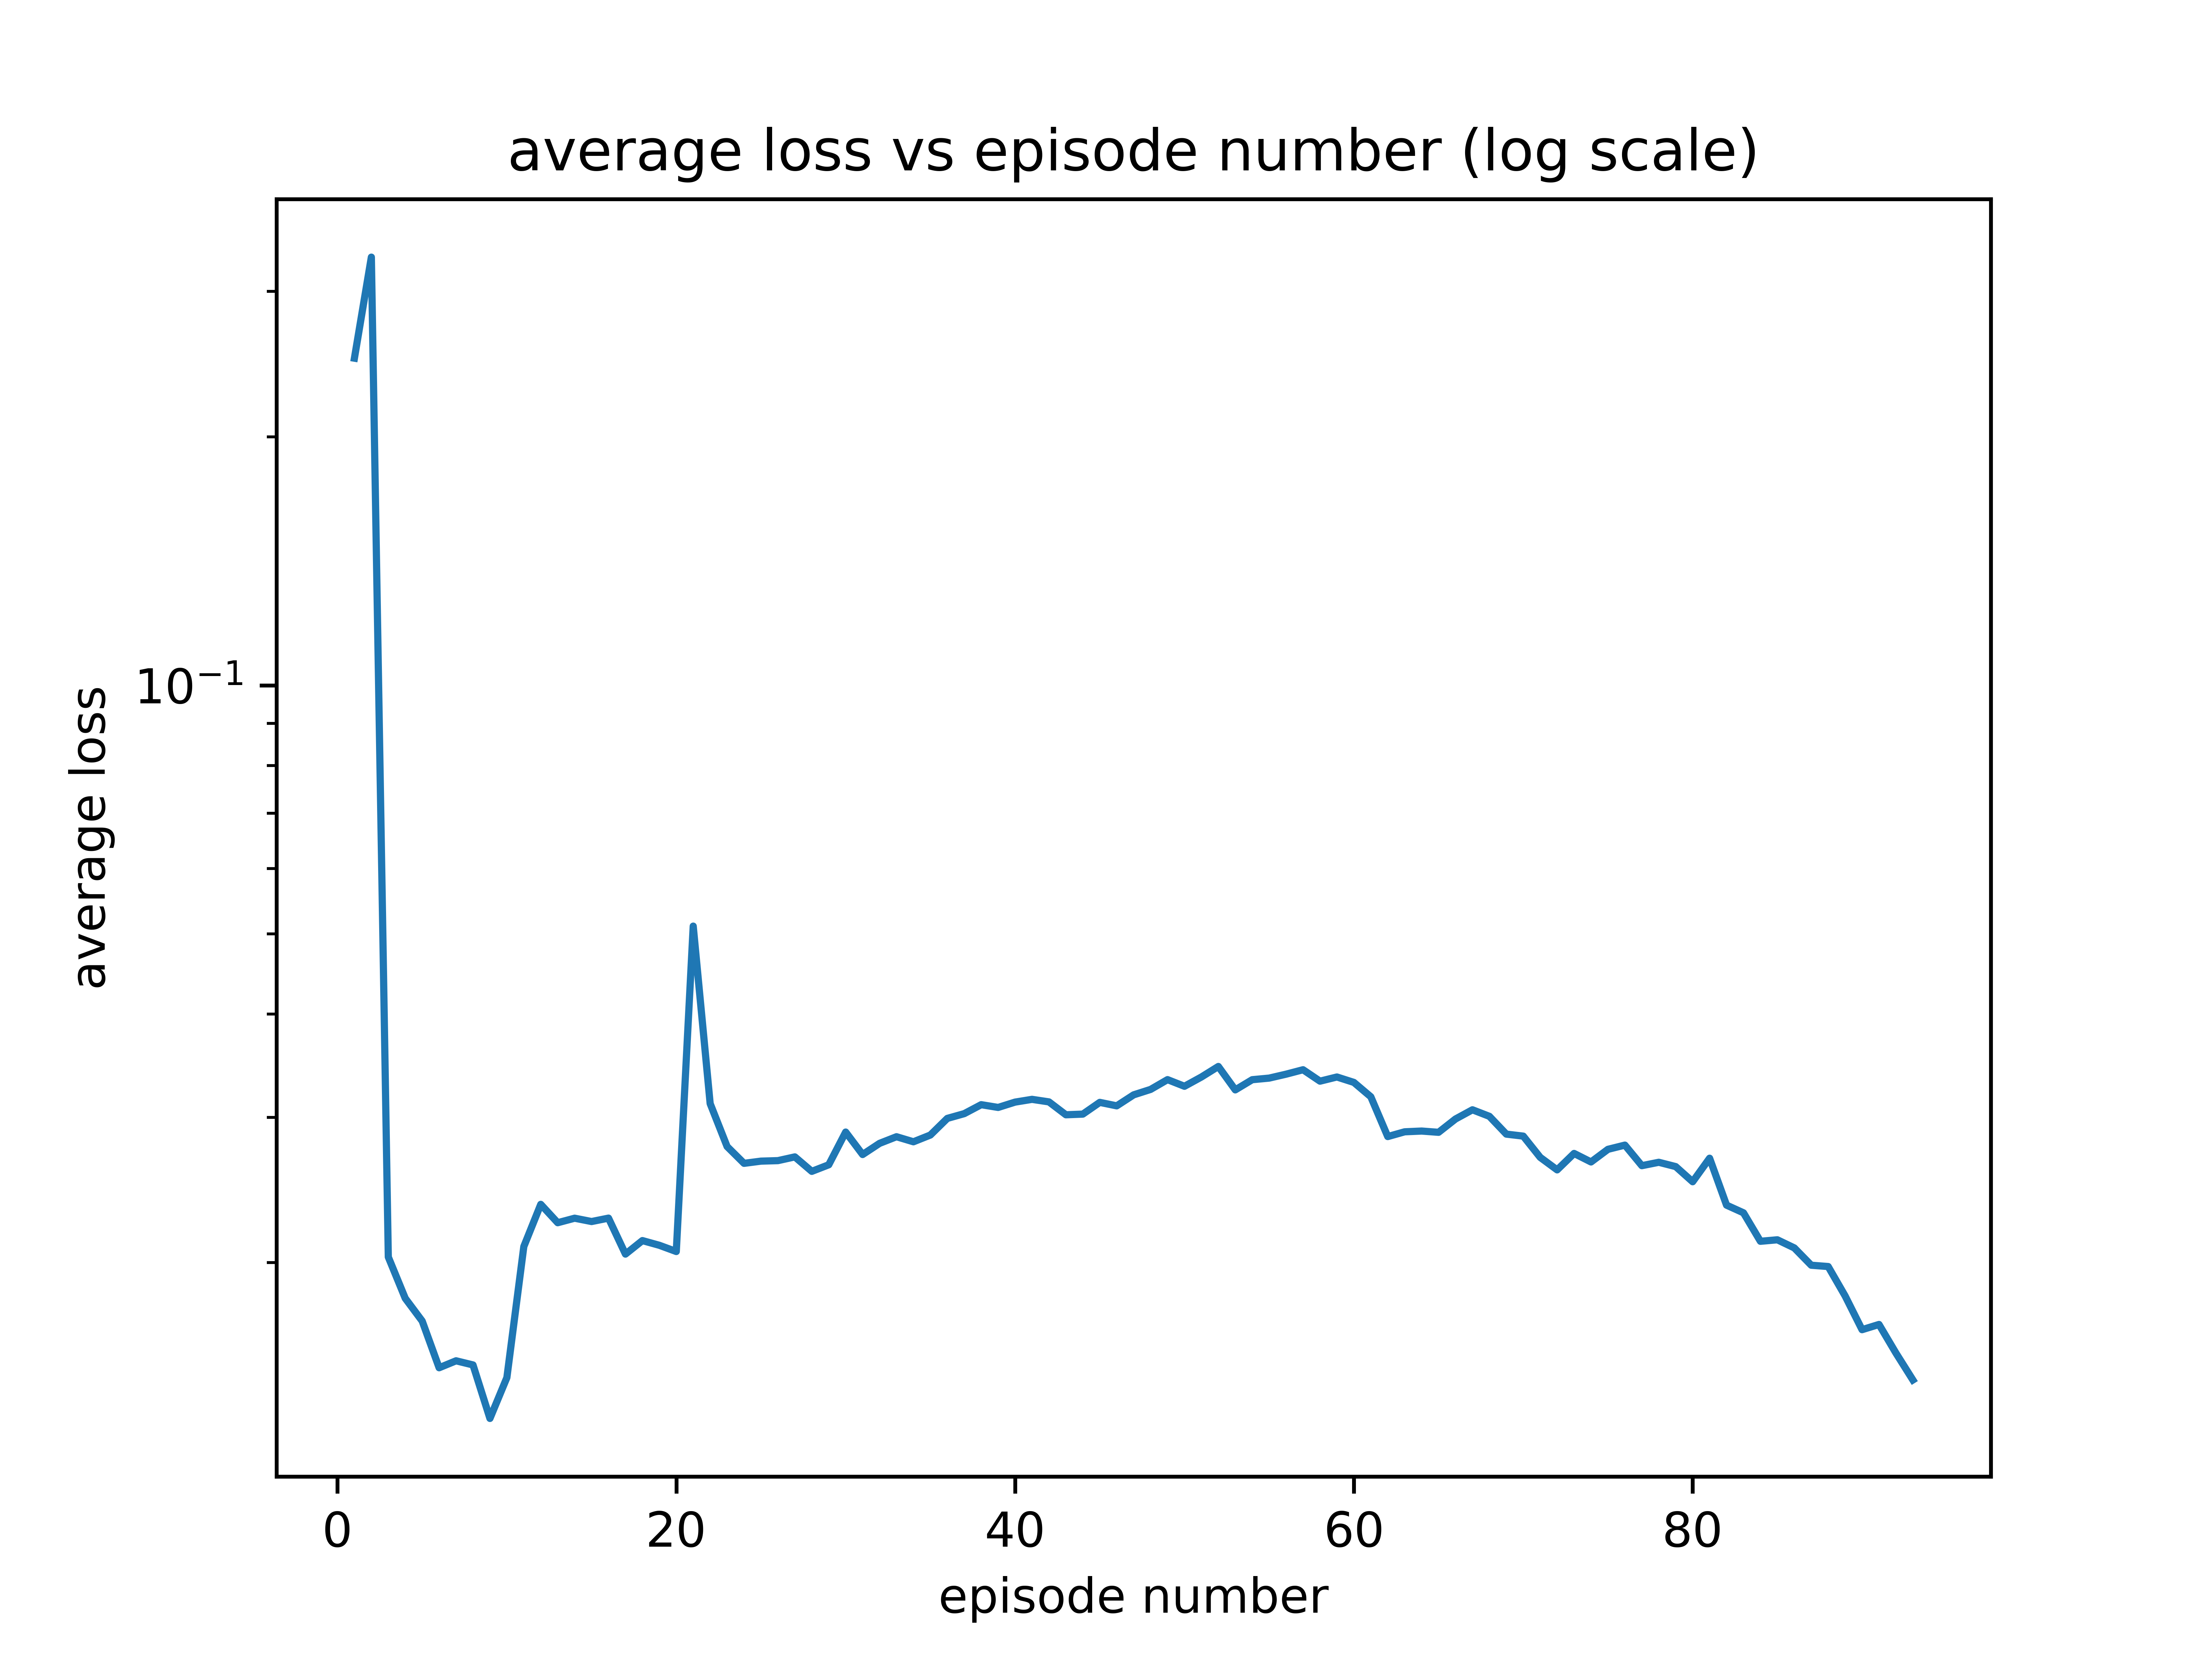 average loss vs episode number (log scale)
average loss
10⁻¹
0 20 40 60 80
episode number